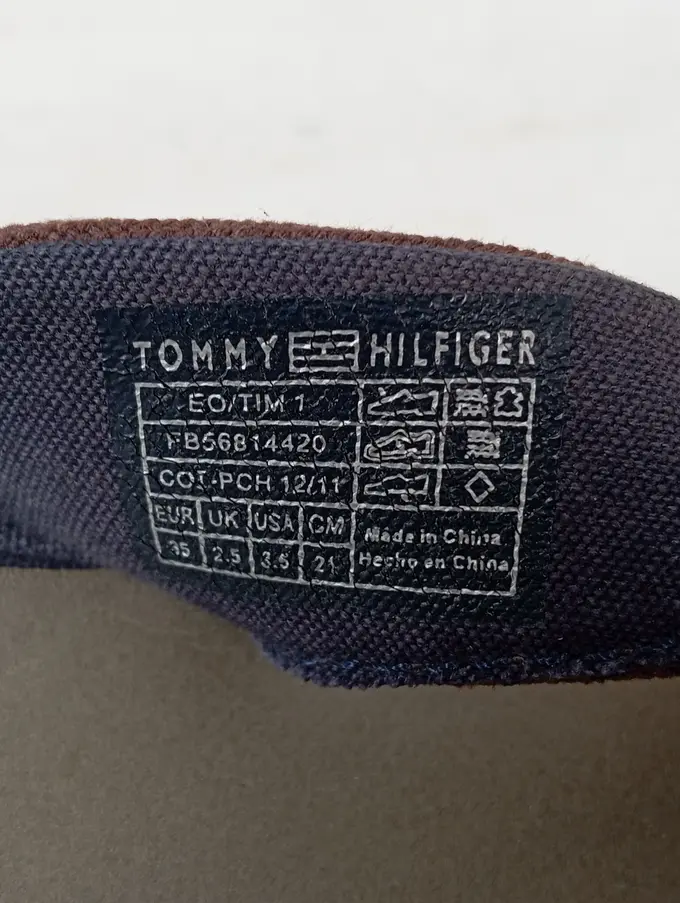 TOMMY HILFIGER
EO/TIM 1
FB56814420
COT-PCH 12/11
EUR UK USA CM
35 2.5 3.5 21
Made in China
Hecho en China